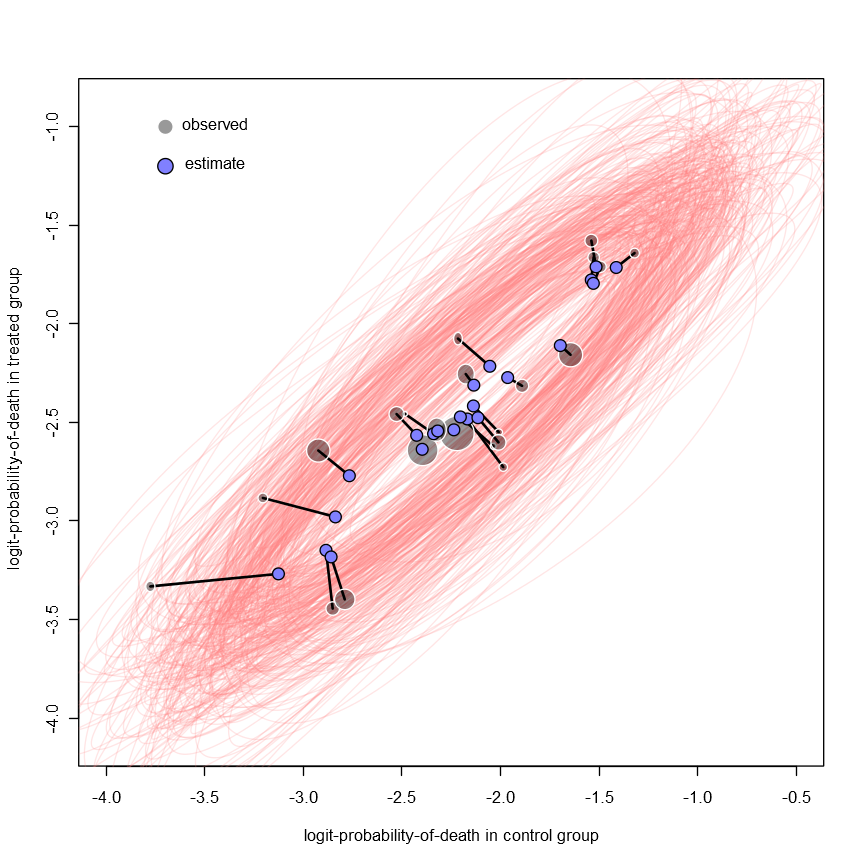 observed
estimate
logit-probability-of-death in treated group
-1.0
-1.5
-2.0
-2.5
-3.0
-3.5
-4.0
-4.0 -3.5 -3.0 -2.5 -2.0 -1.5 -1.0 -0.5
logit-probability-of-death in control group